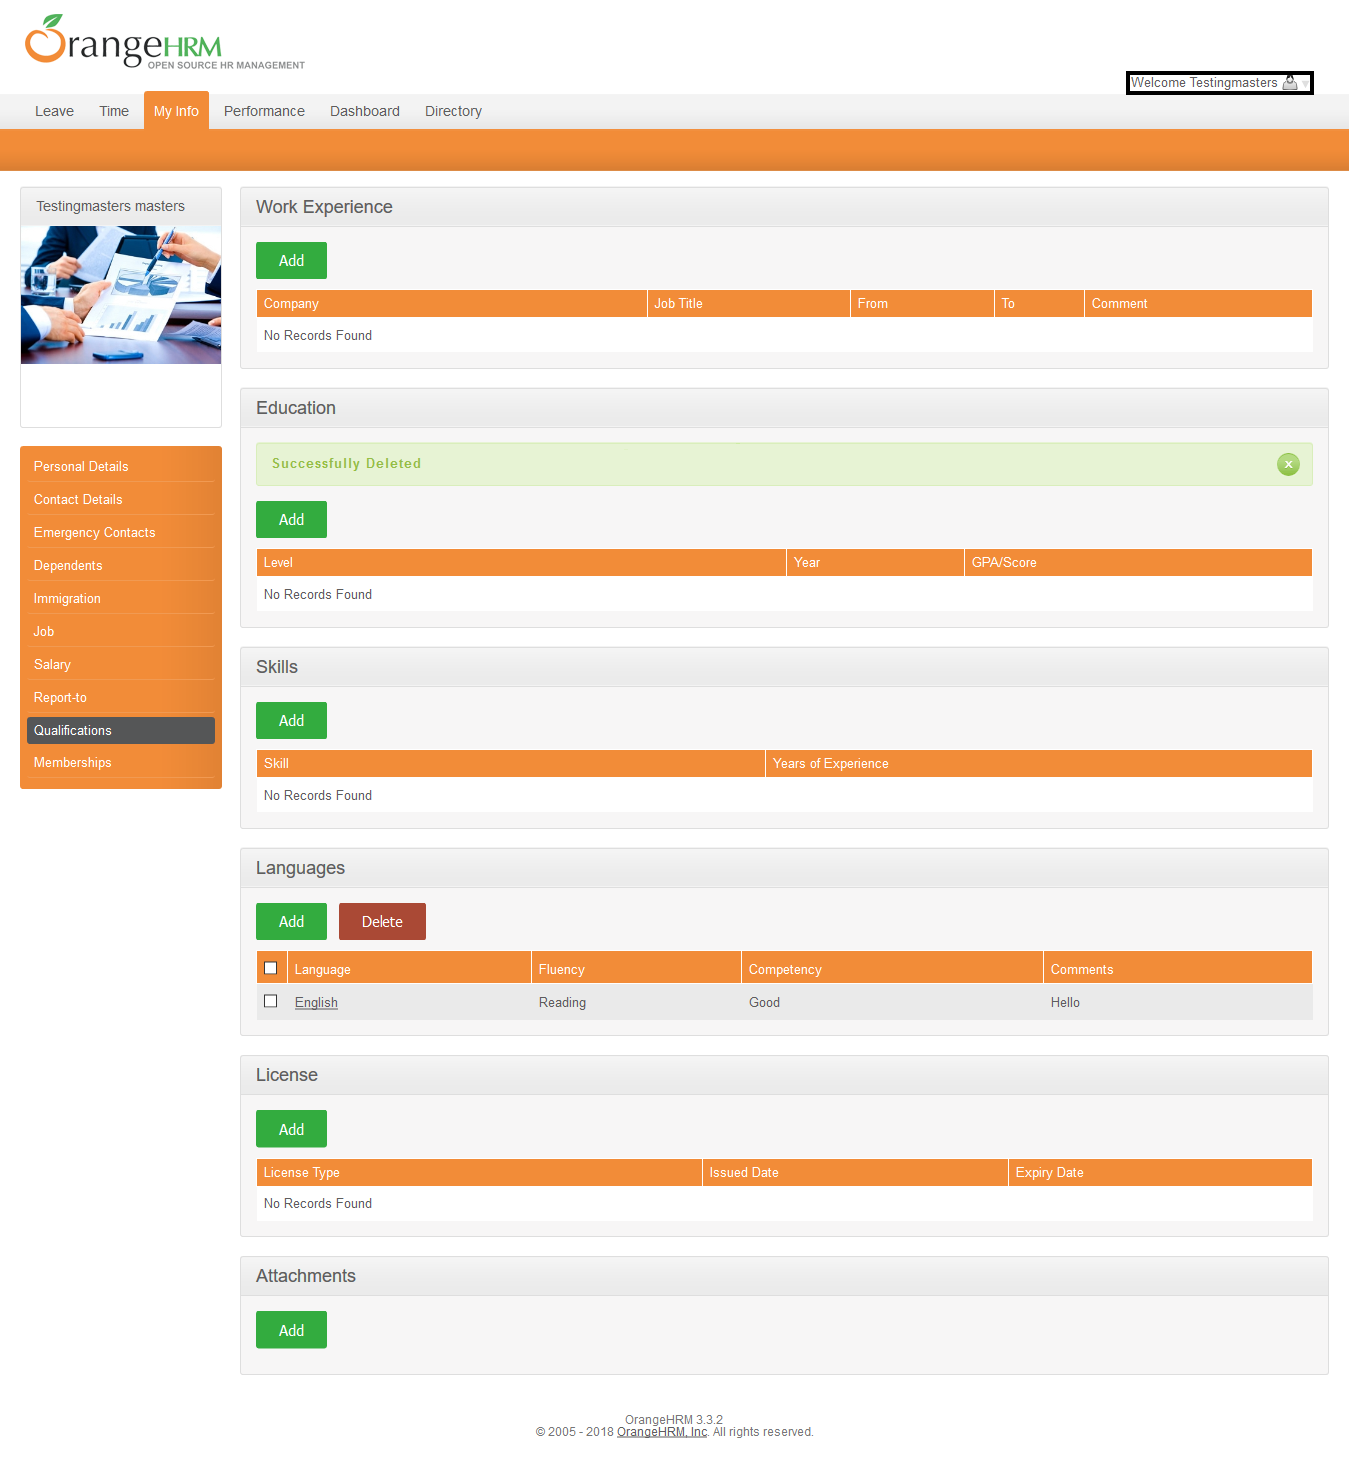 OrangeHRM
OPEN SOURCE HR MANAGEMENT
Welcome Testingmasters
Leave Time My Info Performance Dashboard Directory
Testingmasters masters
Personal Details
Contact Details
Emergency Contacts
Dependents
Immigration
Job
Salary
Report-to
Qualifications
Memberships
Work Experience
Add
Company Job Title From To Comment
No Records Found
Education
Successfully Deleted x
Add
Level Year GPA/Score
No Records Found
Skills
Add
Skill Years of Experience
No Records Found
Languages
Add Delete
Language Fluency Competency Comments
English Reading Good Hello
License
Add
License Type Issued Date Expiry Date
No Records Found
Attachments
Add
OrangeHRM 3.3.2
© 2005 - 2018 OrangeHRM, Inc. All rights reserved.